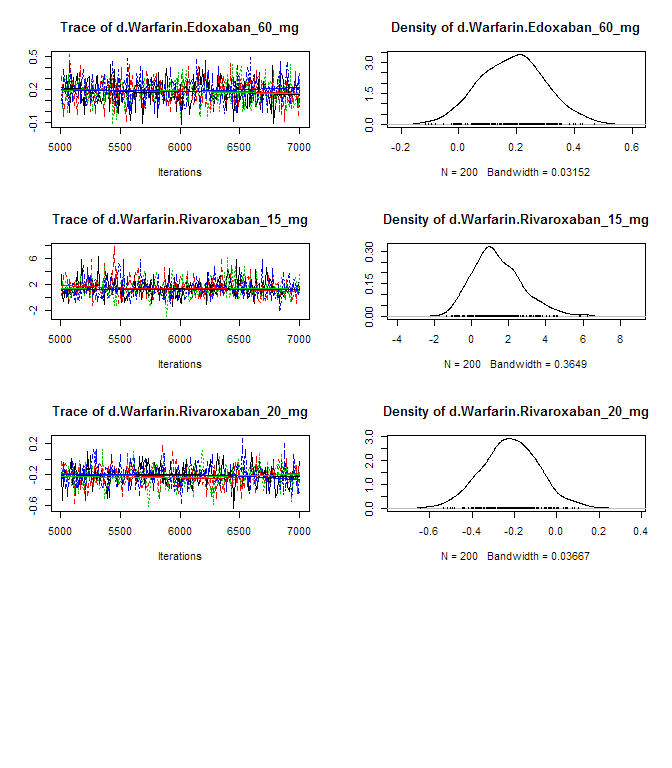 Trace of d.Warfarin.Edoxaban_60_mg
-0.1 0.2 0.5
5000 5500 6000 6500 7000
Iterations
Density of d.Warfarin.Edoxaban_60_mg
0.0 1.5 3.0
-0.2 0.0 0.2 0.4 0.6
N = 200 Bandwidth = 0.03152
Trace of d.Warfarin.Rivaroxaban_15_mg
-2 2 6
5000 5500 6000 6500 7000
Iterations
Density of d.Warfarin.Rivaroxaban_15_mg
0.00 0.15 0.30
-4 -2 0 2 4 6 8
N = 200 Bandwidth = 0.3649
Trace of d.Warfarin.Rivaroxaban_20_mg
-0.6 -0.2 0.2
5000 5500 6000 6500 7000
Iterations
Density of d.Warfarin.Rivaroxaban_20_mg
0.0 1.0 2.0 3.0
-0.6 -0.4 -0.2 0.0 0.2 0.4
N = 200 Bandwidth = 0.03667